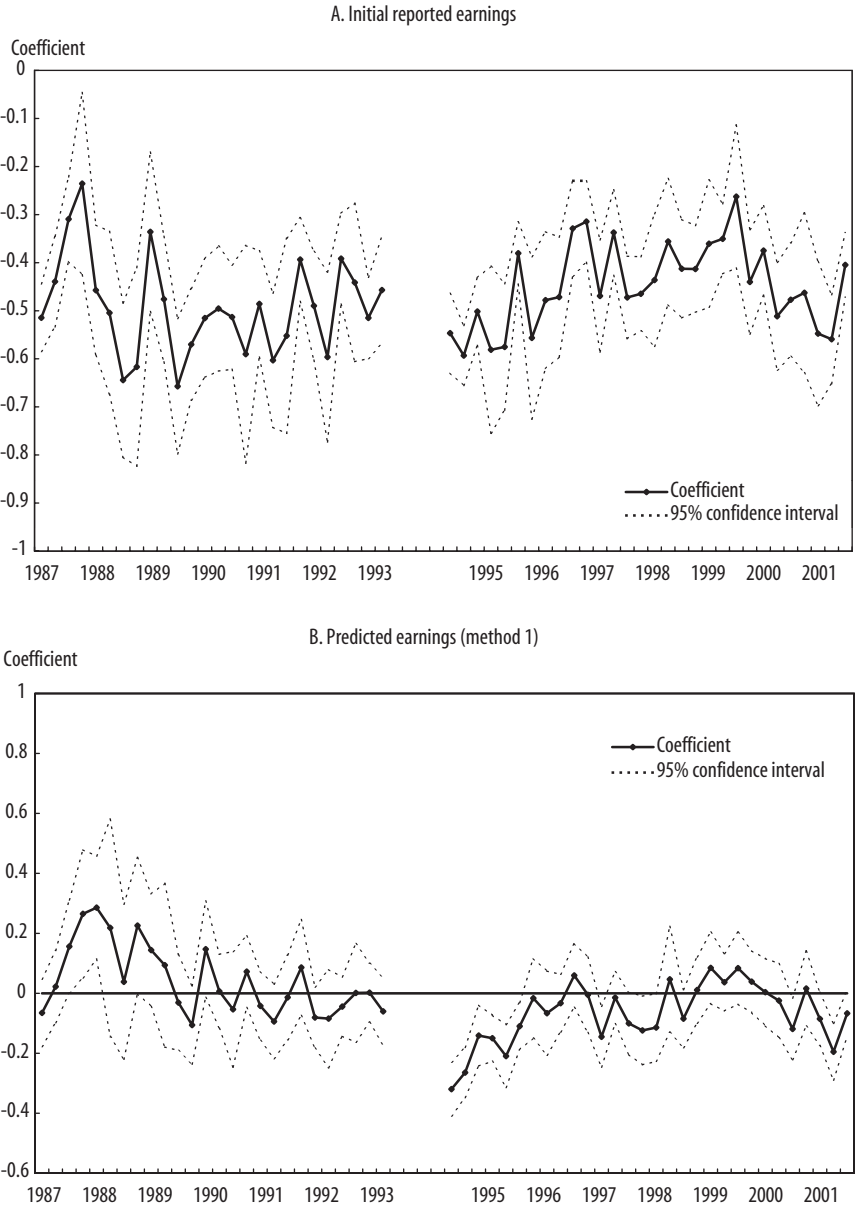 A. Initial reported earnings
Coefficient
0
-0.1
-0.2
-0.3
-0.4
-0.5
-0.6
-0.7
-0.8
-0.9
-1
Coefficient
95% confidence interval
1987 1988 1989 1990 1991 1992 1993 1995 1996 1997 1998 1999 2000 2001
B. Predicted earnings (method 1)
Coefficient
1
0.8
0.6
0.4
0.2
0
-0.2
-0.4
-0.6
Coefficient
95% confidence interval
1987 1988 1989 1990 1991 1992 1993 1995 1996 1997 1998 1999 2000 2001